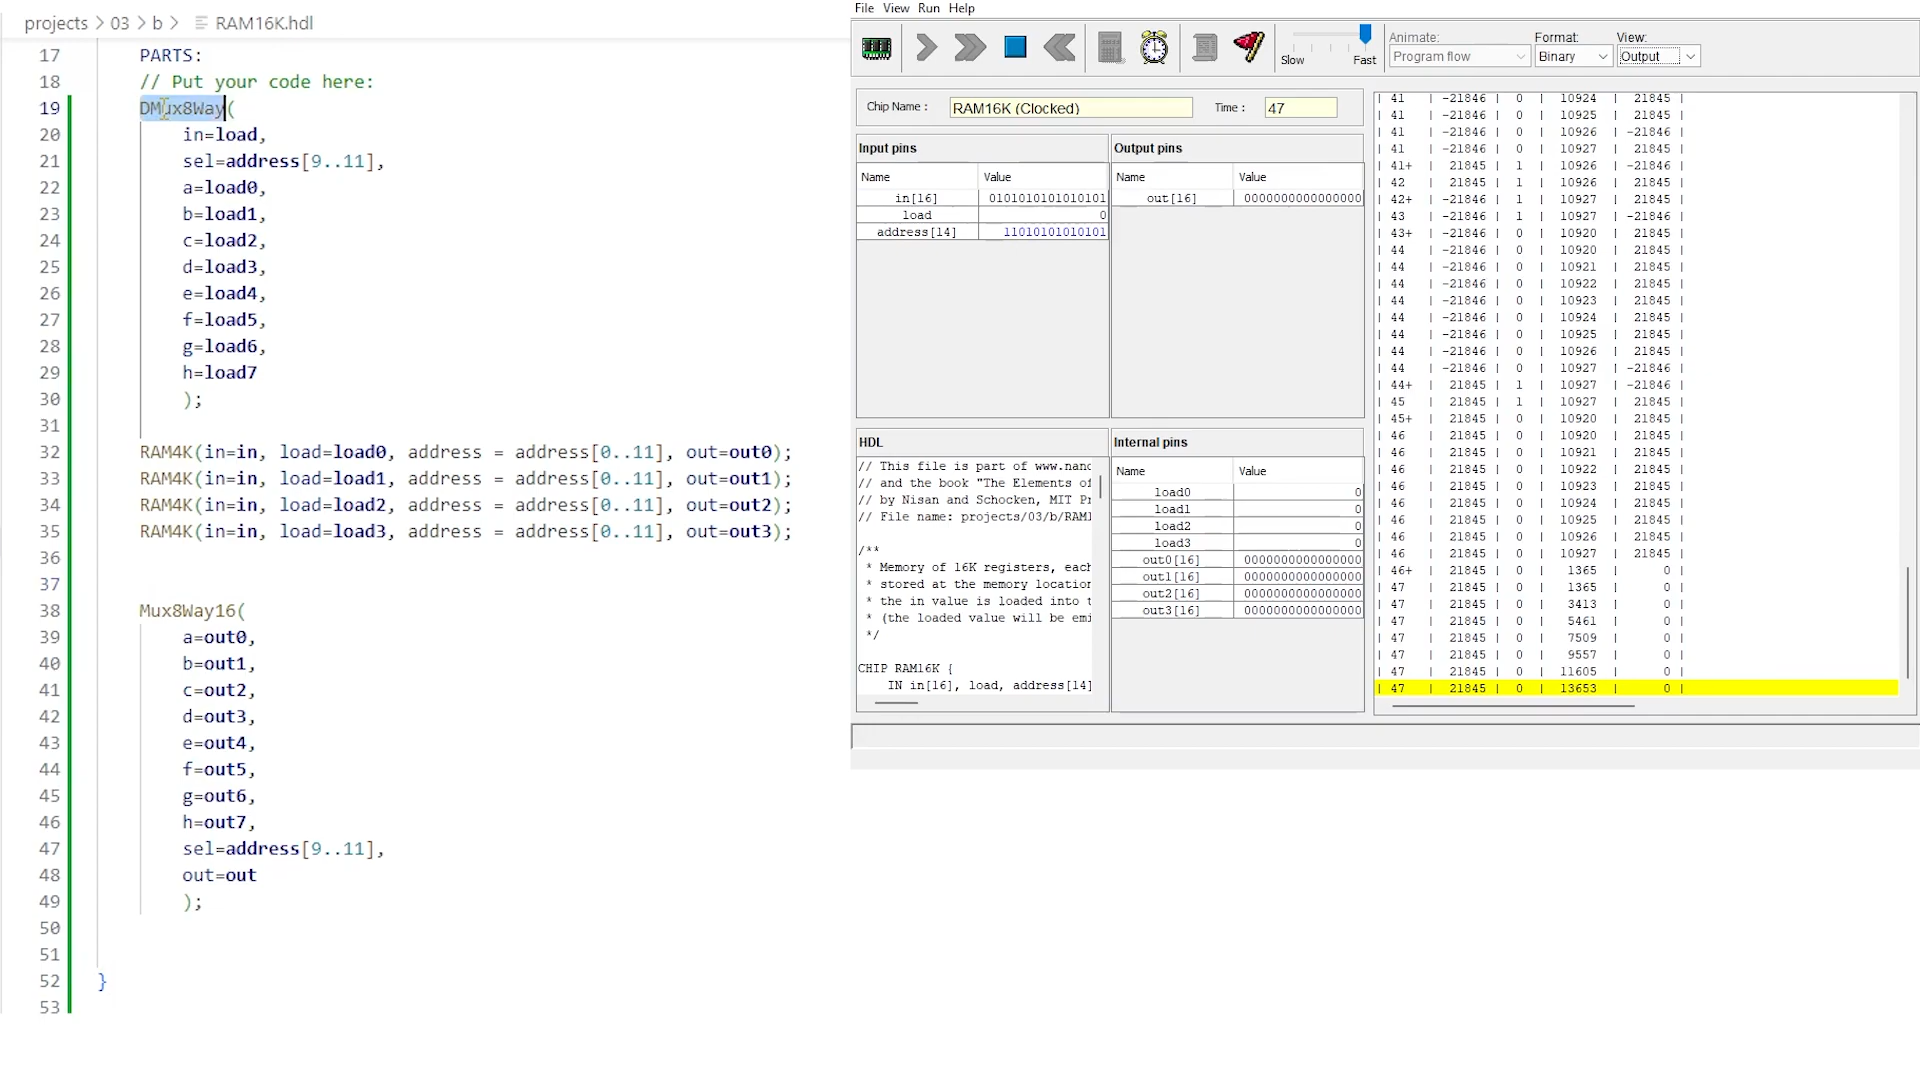 projects > 03 > b > RAM16K.hdl
17 PARTS:
18 // Put your code here:
19 DMux8Way(
20 in=load,
21 sel=address[9..11],
22 a=load0,
23 b=load1,
24 c=load2,
25 d=load3,
26 e=load4,
27 f=load5,
28 g=load6,
29 h=load7
30 );
31
32 RAM4K(in=in, load=load0, address = address[0..11], out=out0);
33 RAM4K(in=in, load=load1, address = address[0..11], out=out1);
34 RAM4K(in=in, load=load2, address = address[0..11], out=out2);
35 RAM4K(in=in, load=load3, address = address[0..11], out=out3);
36
37
38 Mux8Way16(
39 a=out0,
40 b=out1,
41 c=out2,
42 d=out3,
43 e=out4,
44 f=out5,
45 g=out6,
46 h=out7,
47 sel=address[9..11],
48 out=out
49 );
50
51
52 }
53
File View Run Help
Slow Fast
Animate: Format: View:
Program flow Binary Output
Chip Name : RAM16K (Clocked) Time : 47
Input pins
Name Value
in[16] 0101010101010101
load 0
address[14] 11010101010101
Output pins
Name Value
out[16] 0000000000000000
HDL
// This file is part of www.nanc
// and the book "The Elements of
// by Nisan and Schocken, MIT Pr
// File name: projects/03/b/RAM1
/**
* Memory of 16K registers, each
* stored at the memory location
* the in value is loaded into t
* (the loaded value will be emi
*/
CHIP RAM16K {
IN in[16], load, address[14]
Internal pins
Name Value
load0 0
load1 0
load2 0
load3 0
out0[16] 0000000000000000
out1[16] 0000000000000000
out2[16] 0000000000000000
out3[16] 0000000000000000
| 41 | -21846 | 0 | 10924 | 21845 |
| 41 | -21846 | 0 | 10925 | 21845 |
| 41 | -21846 | 0 | 10926 | -21846 |
| 41 | -21846 | 0 | 10927 | 21845 |
| 41+ | 21845 | 1 | 10926 | -21846 |
| 42 | 21845 | 1 | 10926 | 21845 |
| 42+ | -21846 | 1 | 10927 | 21845 |
| 43 | -21846 | 1 | 10927 | -21846 |
| 43+ | -21846 | 0 | 10920 | 21845 |
| 44 | -21846 | 0 | 10920 | 21845 |
| 44 | -21846 | 0 | 10921 | 21845 |
| 44 | -21846 | 0 | 10922 | 21845 |
| 44 | -21846 | 0 | 10923 | 21845 |
| 44 | -21846 | 0 | 10924 | 21845 |
| 44 | -21846 | 0 | 10925 | 21845 |
| 44 | -21846 | 0 | 10926 | 21845 |
| 44 | -21846 | 0 | 10927 | -21846 |
| 44+ | 21845 | 1 | 10927 | -21846 |
| 45 | 21845 | 1 | 10927 | 21845 |
| 45+ | 21845 | 0 | 10920 | 21845 |
| 46 | 21845 | 0 | 10920 | 21845 |
| 46 | 21845 | 0 | 10921 | 21845 |
| 46 | 21845 | 0 | 10922 | 21845 |
| 46 | 21845 | 0 | 10923 | 21845 |
| 46 | 21845 | 0 | 10924 | 21845 |
| 46 | 21845 | 0 | 10925 | 21845 |
| 46 | 21845 | 0 | 10926 | 21845 |
| 46 | 21845 | 0 | 10927 | 21845 |
| 46+ | 21845 | 0 | 1365 | 0 |
| 47 | 21845 | 0 | 1365 | 0 |
| 47 | 21845 | 0 | 3413 | 0 |
| 47 | 21845 | 0 | 5461 | 0 |
| 47 | 21845 | 0 | 7509 | 0 |
| 47 | 21845 | 0 | 9557 | 0 |
| 47 | 21845 | 0 | 11605 | 0 |
| 47 | 21845 | 0 | 13653 | 0 |